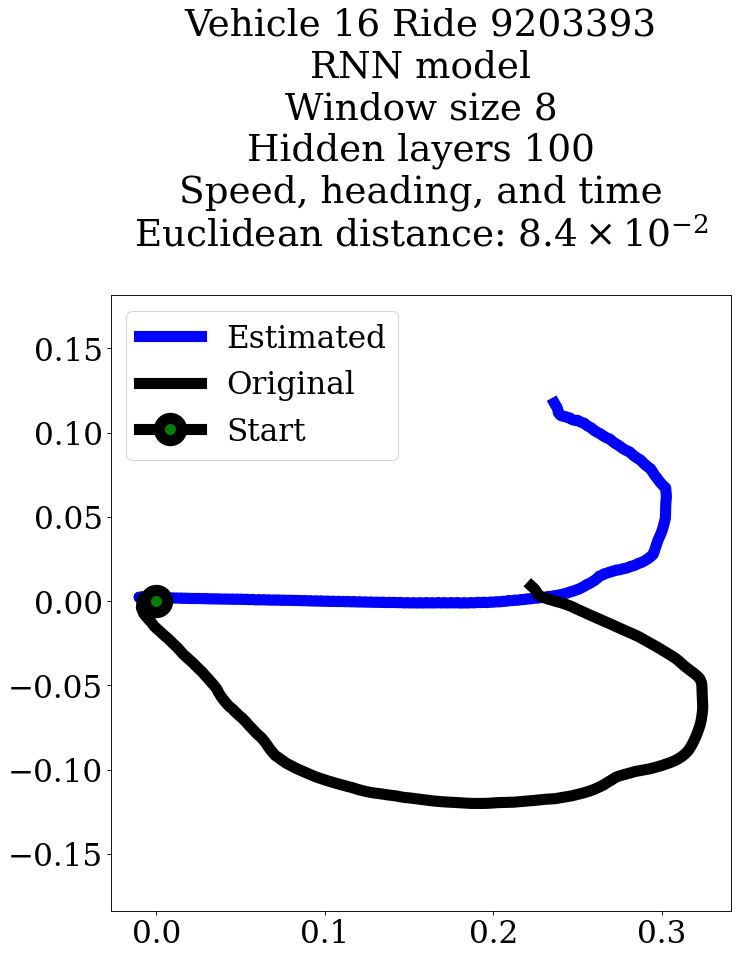 Vehicle 16 Ride 9203393
RNN model
Window size 8
Hidden layers 100
Speed, heading, and time
Euclidean distance: 8.4 × 10⁻²
Estimated
Original
Start
0.15
0.10
0.05
0.00
−0.05
−0.10
−0.15
0.0 0.1 0.2 0.3